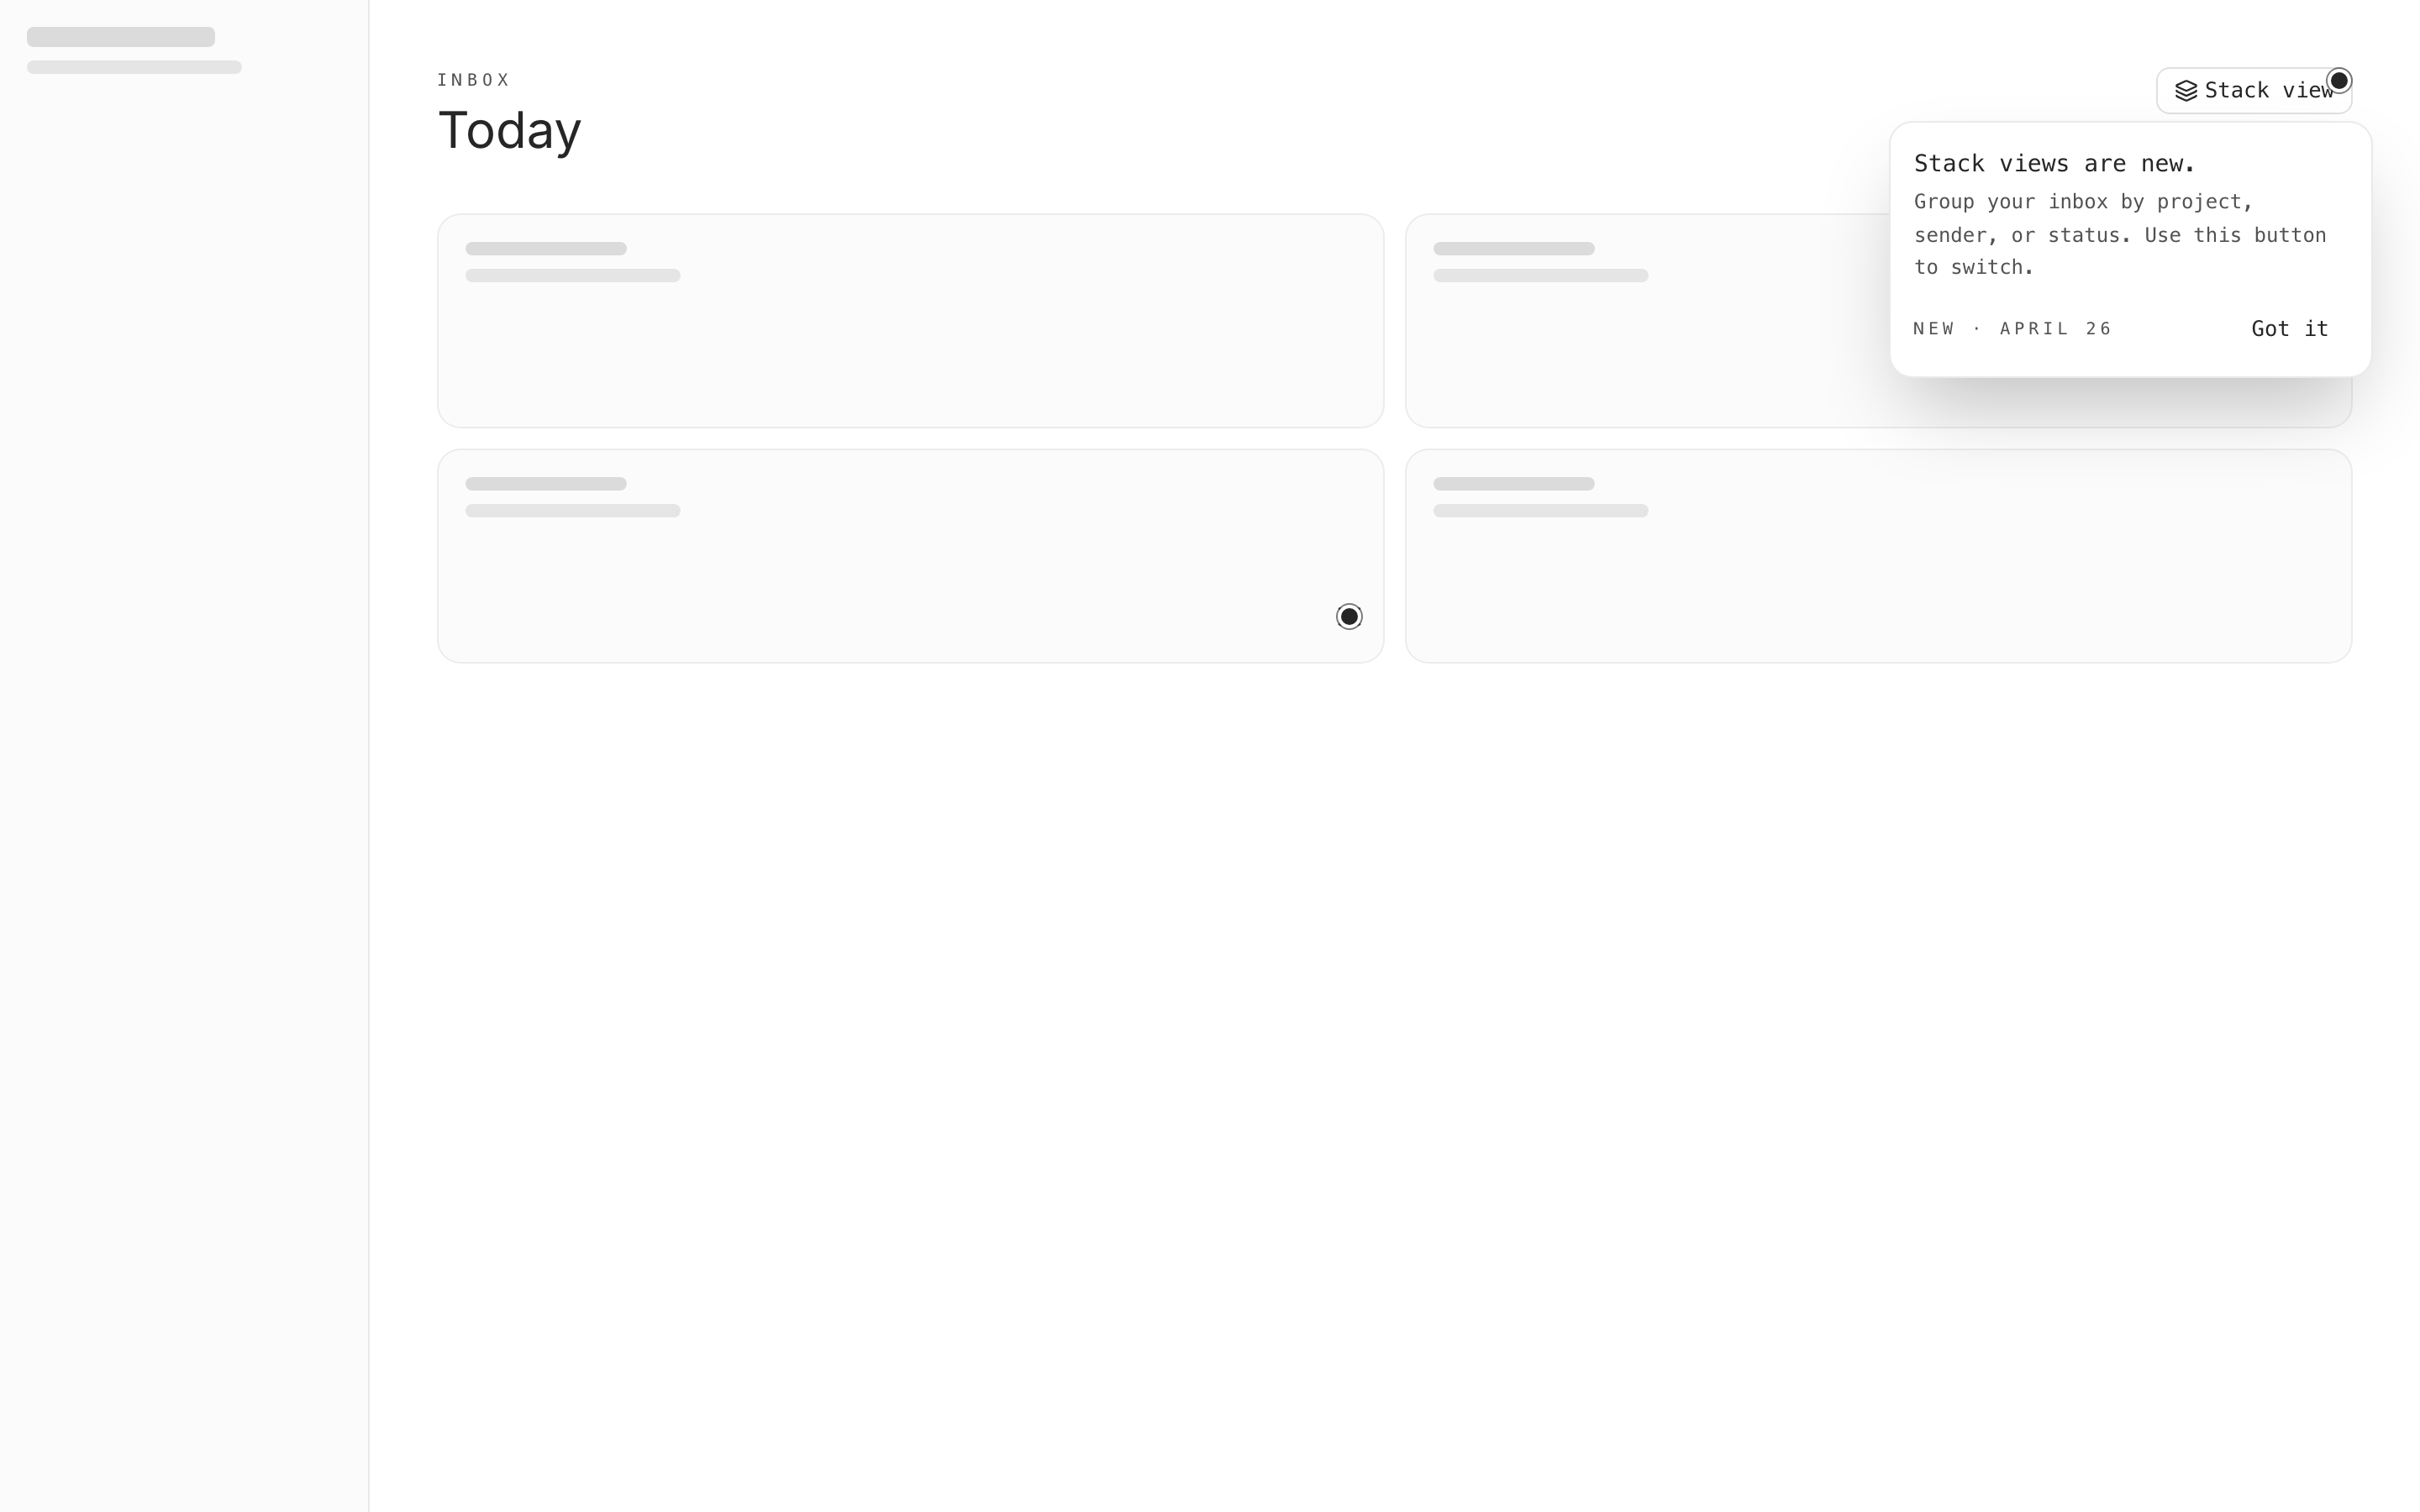 INBOX
Today
Stack view
Stack views are new.
Group your inbox by project,
sender, or status. Use this button
to switch.
NEW · APRIL 26
Got it